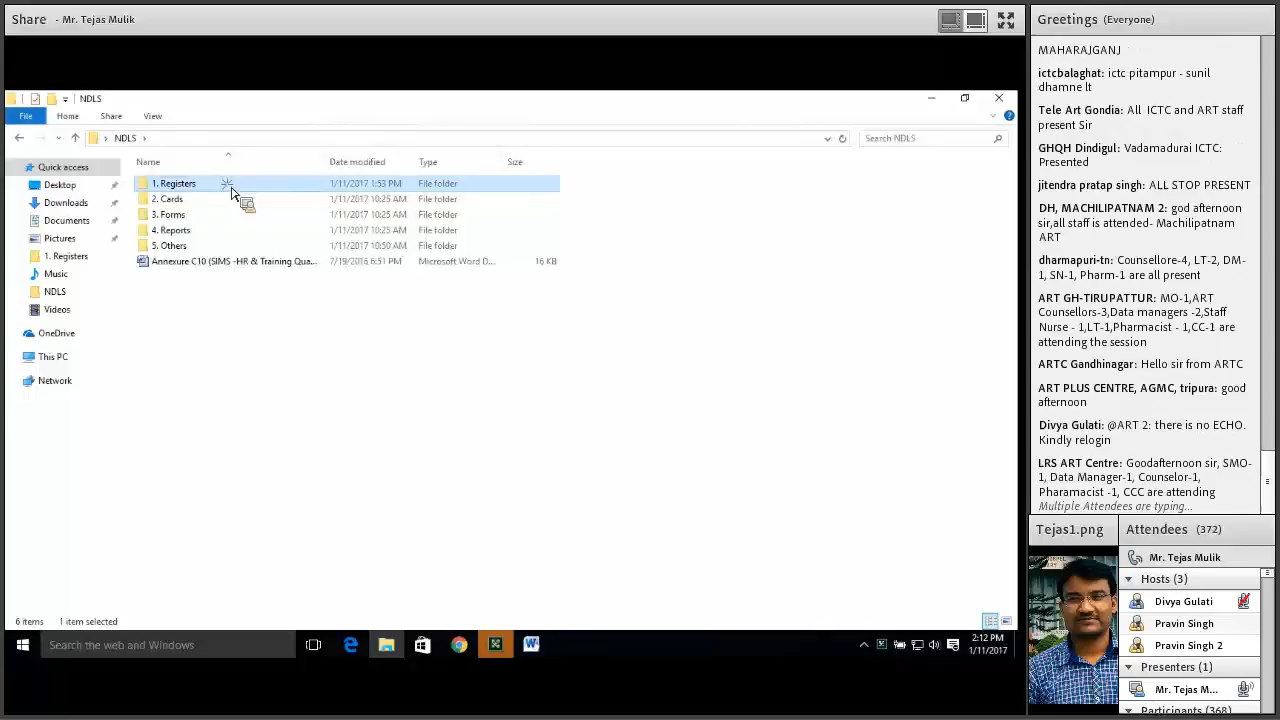 Share - Mr. Tejas Mulik
NDLS
File Home Share View
NDLS
Search NDLS
Name Date modified Type Size
Quick access
Desktop
Downloads
Documents
Pictures
1. Registers
Music
NDLS
Videos
OneDrive
This PC
Network
1. Registers 1/11/2017 1:53 PM File folder
2. Cards 1/11/2017 10:25 AM File folder
3. Forms 1/11/2017 10:25 AM File folder
4. Reports 1/11/2017 10:25 AM File folder
5. Others 1/11/2017 10:50 AM File folder
Annexure C10 (SIMS -HR & Training Qua... 7/19/2016 6:51 PM Microsoft Word D... 16 KB
6 items 1 item selected
Search the web and Windows
2:12 PM
1/11/2017
Greetings (Everyone)
MAHARAJGANJ
ictcbalaghat: ictc pitampur - sunil
dhamne lt
Tele Art Gondia: All ICTC and ART staff
present Sir
GHQH Dindigul: Vadamadurai ICTC:
Presented
jitendra pratap singh: ALL STOP PRESENT
DH, MACHILIPATNAM 2: god afternoon
sir,all staff is attended- Machilipatnam
ART
dharmapuri-tn: Counsellore-4, LT-2, DM-
1, SN-1, Pharm-1 are all present
ART GH-TIRUPATTUR: MO-1,ART
Counsellors-3,Data managers -2,Staff
Nurse - 1,LT-1,Pharmacist - 1,CC-1 are
attending the session
ARTC Gandhinagar: Hello sir from ARTC
ART PLUS CENTRE, AGMC, tripura: good
afternoon
Divya Gulati: @ART 2: there is no ECHO.
Kindly relogin
LRS ART Centre: Goodafternoon sir, SMO-
1, Data Manager-1, Counselor-1,
Pharamacist -1, CCC are attending
Multiple Attendees are typing...
Tejas1.png
Attendees (372)
Mr. Tejas Mulik
Hosts (3)
Divya Gulati
Pravin Singh
Pravin Singh 2
Presenters (1)
Mr. Tejas M...
Participants (368)